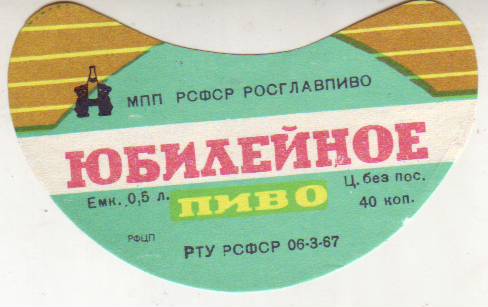 МПП РСФСР РОСГЛАВПИВО
ЮБИЛЕЙНОЕ
Емк. 0,5 л. ПИВО Ц. без пос.
40 коп.
РФЦП
РТУ РСФСР 06-3-67